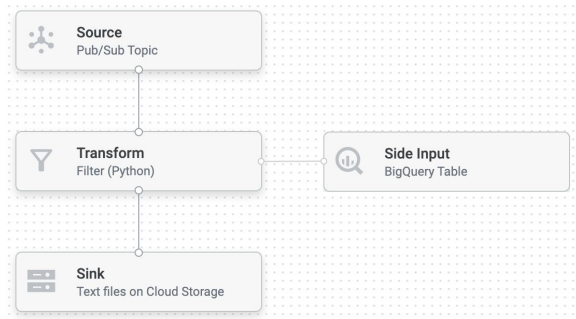 Source
Pub/Sub Topic
Transform
Filter (Python)
Side Input
BigQuery Table
Sink
Text files on Cloud Storage